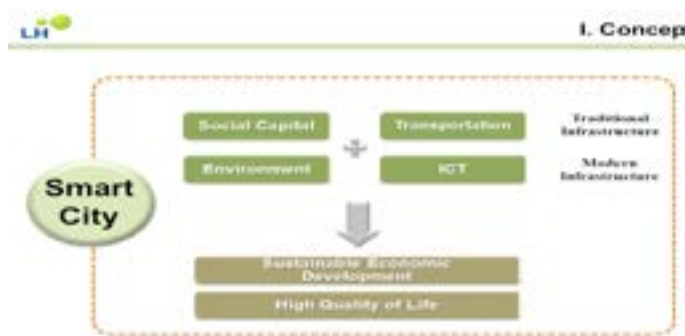 LH
I. Concep
Social Capital
Transportation
Traditional
Infrastructure
Environment
ICT
Modern
Infrastructure
Smart
City
Sustainable Economic
Development
High Quality of Life